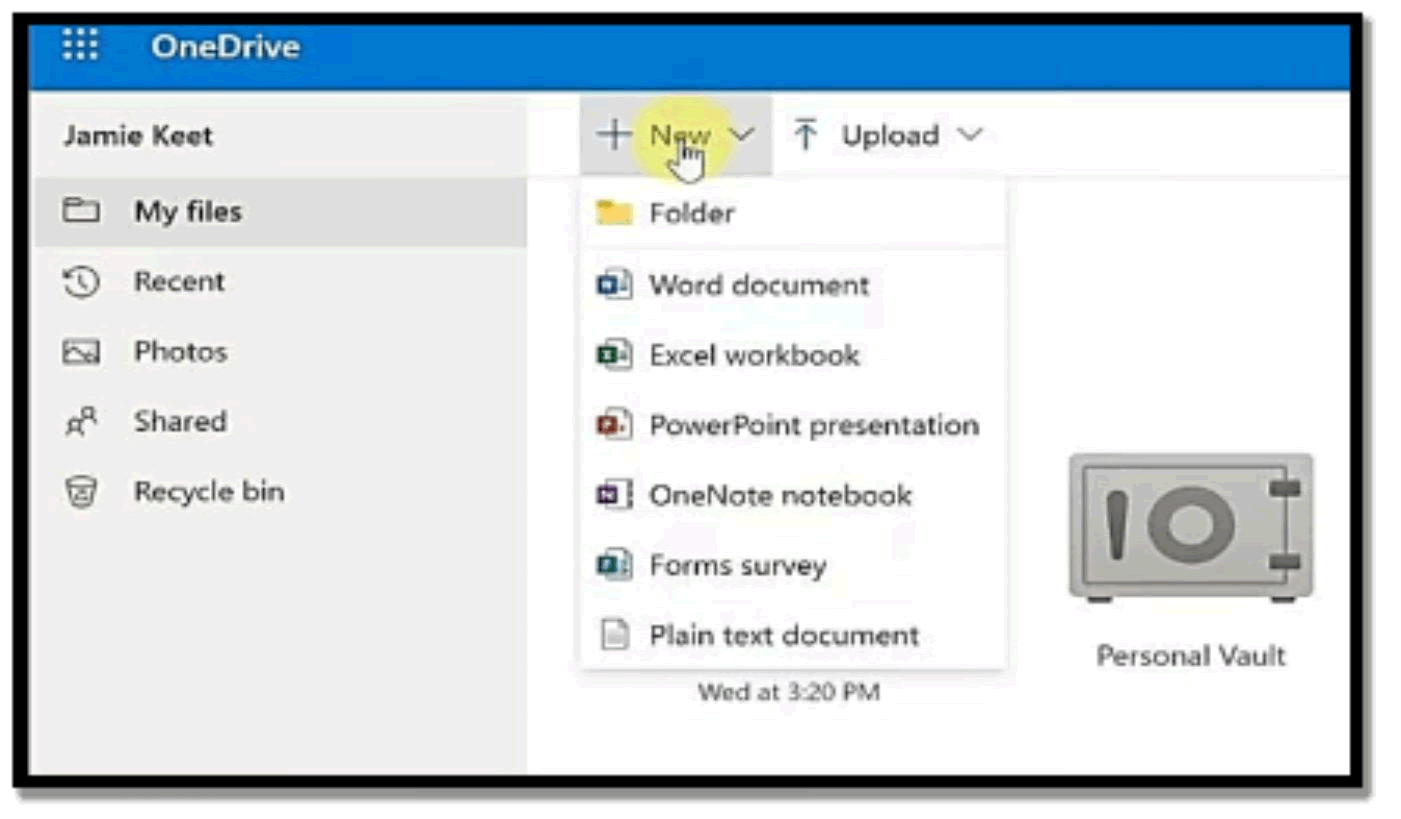 OneDrive
Jamie Keet
My files
Recent
Photos
Shared
Recycle bin
New
Upload
Folder
Word document
Excel workbook
PowerPoint presentation
OneNote notebook
Forms survey
Plain text document
Wed at 3:20 PM
Personal Vault